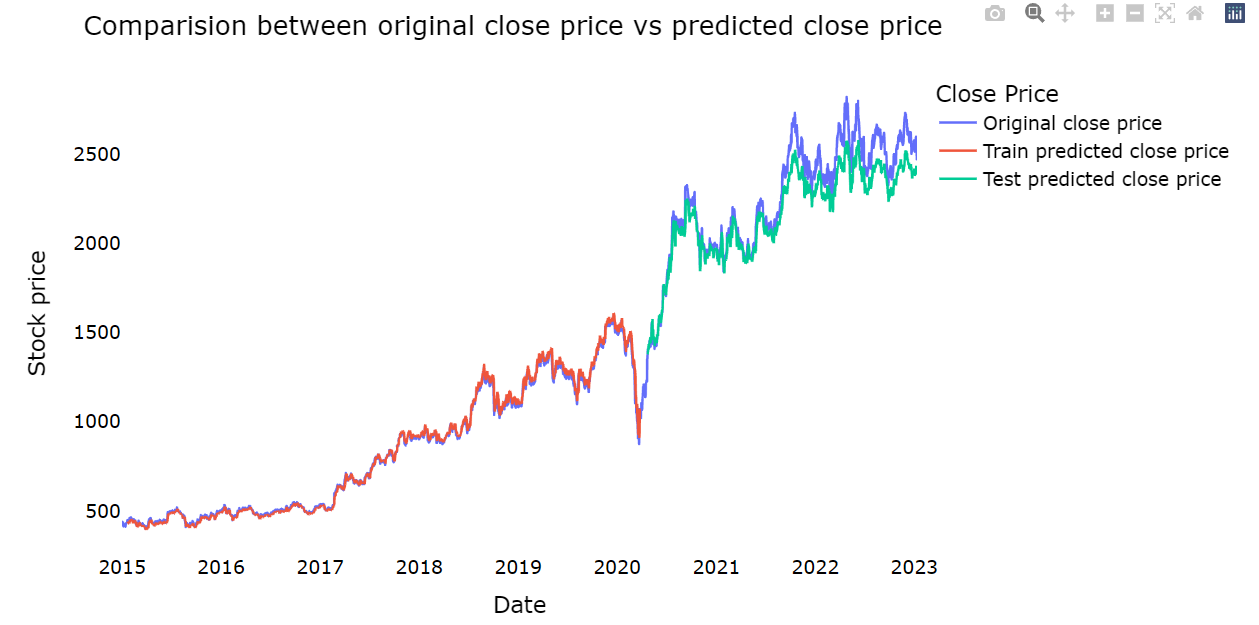 Comparision between original close price vs predicted close price
Close Price
Original close price
Train predicted close price
Test predicted close price
Stock price
2500
2000
1500
1000
500
2015 2016 2017 2018 2019 2020 2021 2022 2023
Date